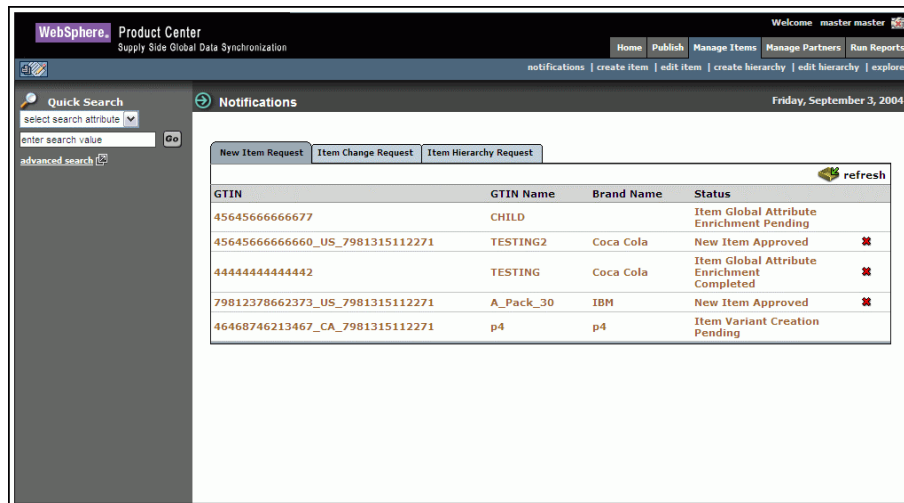 Welcome master master
WebSphere. Product Center
Supply Side Global Data Synchronization
Home Publish Manage Items Manage Partners Run Reports
notifications | create item | edit item | create hierarchy | edit hierarchy | explore
Quick Search
Notifications
Friday, September 3, 2004
select search attribute
enter search value Go
advanced search
New Item Request Item Change Request Item Hierarchy Request
refresh
GTIN GTIN Name Brand Name Status
45645666666677 CHILD Item Global Attribute
Enrichment Pending
45645666666660_US_7981315112271 TESTING2 Coca Cola New Item Approved
44444444444442 TESTING Coca Cola Item Global Attribute
Enrichment
Completed
79812378662373_US_7981315112271 A_Pack_30 IBM New Item Approved
46468746213467_CA_7981315112271 p4 p4 Item Variant Creation
Pending